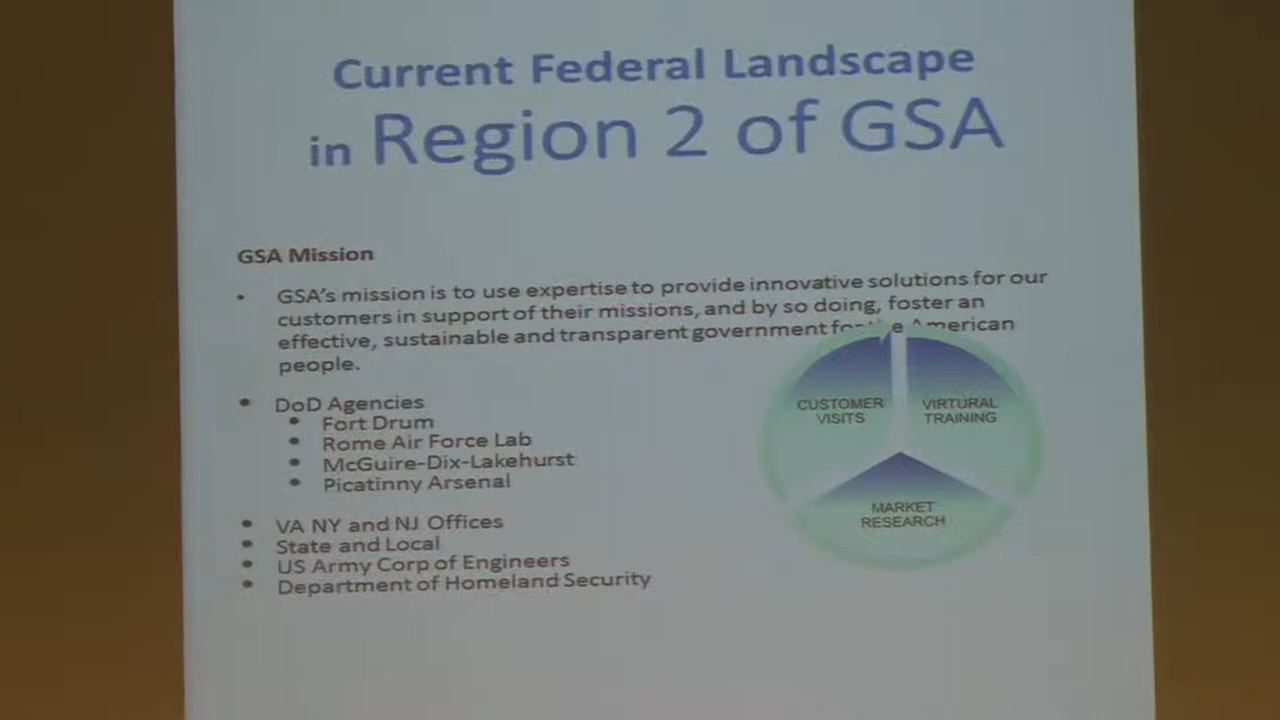 Current Federal Landscape
in Region 2 of GSA
GSA Mission
• GSA's mission is to use expertise to provide innovative solutions for our
customers in support of their missions, and by so doing, foster an
effective, sustainable and transparent government American
people.
• DoD Agencies
• Fort Drum
• Rome Air Force Lab
• McGuire-Dix-Lakehurst
• Picatinny Arsenal
• VA NY and NJ Offices
• State and Local
• US Army Corp of Engineers
• Department of Homeland Security
CUSTOMER
VISITS
VIRTURAL
TRAINING
MARKET
RESEARCH